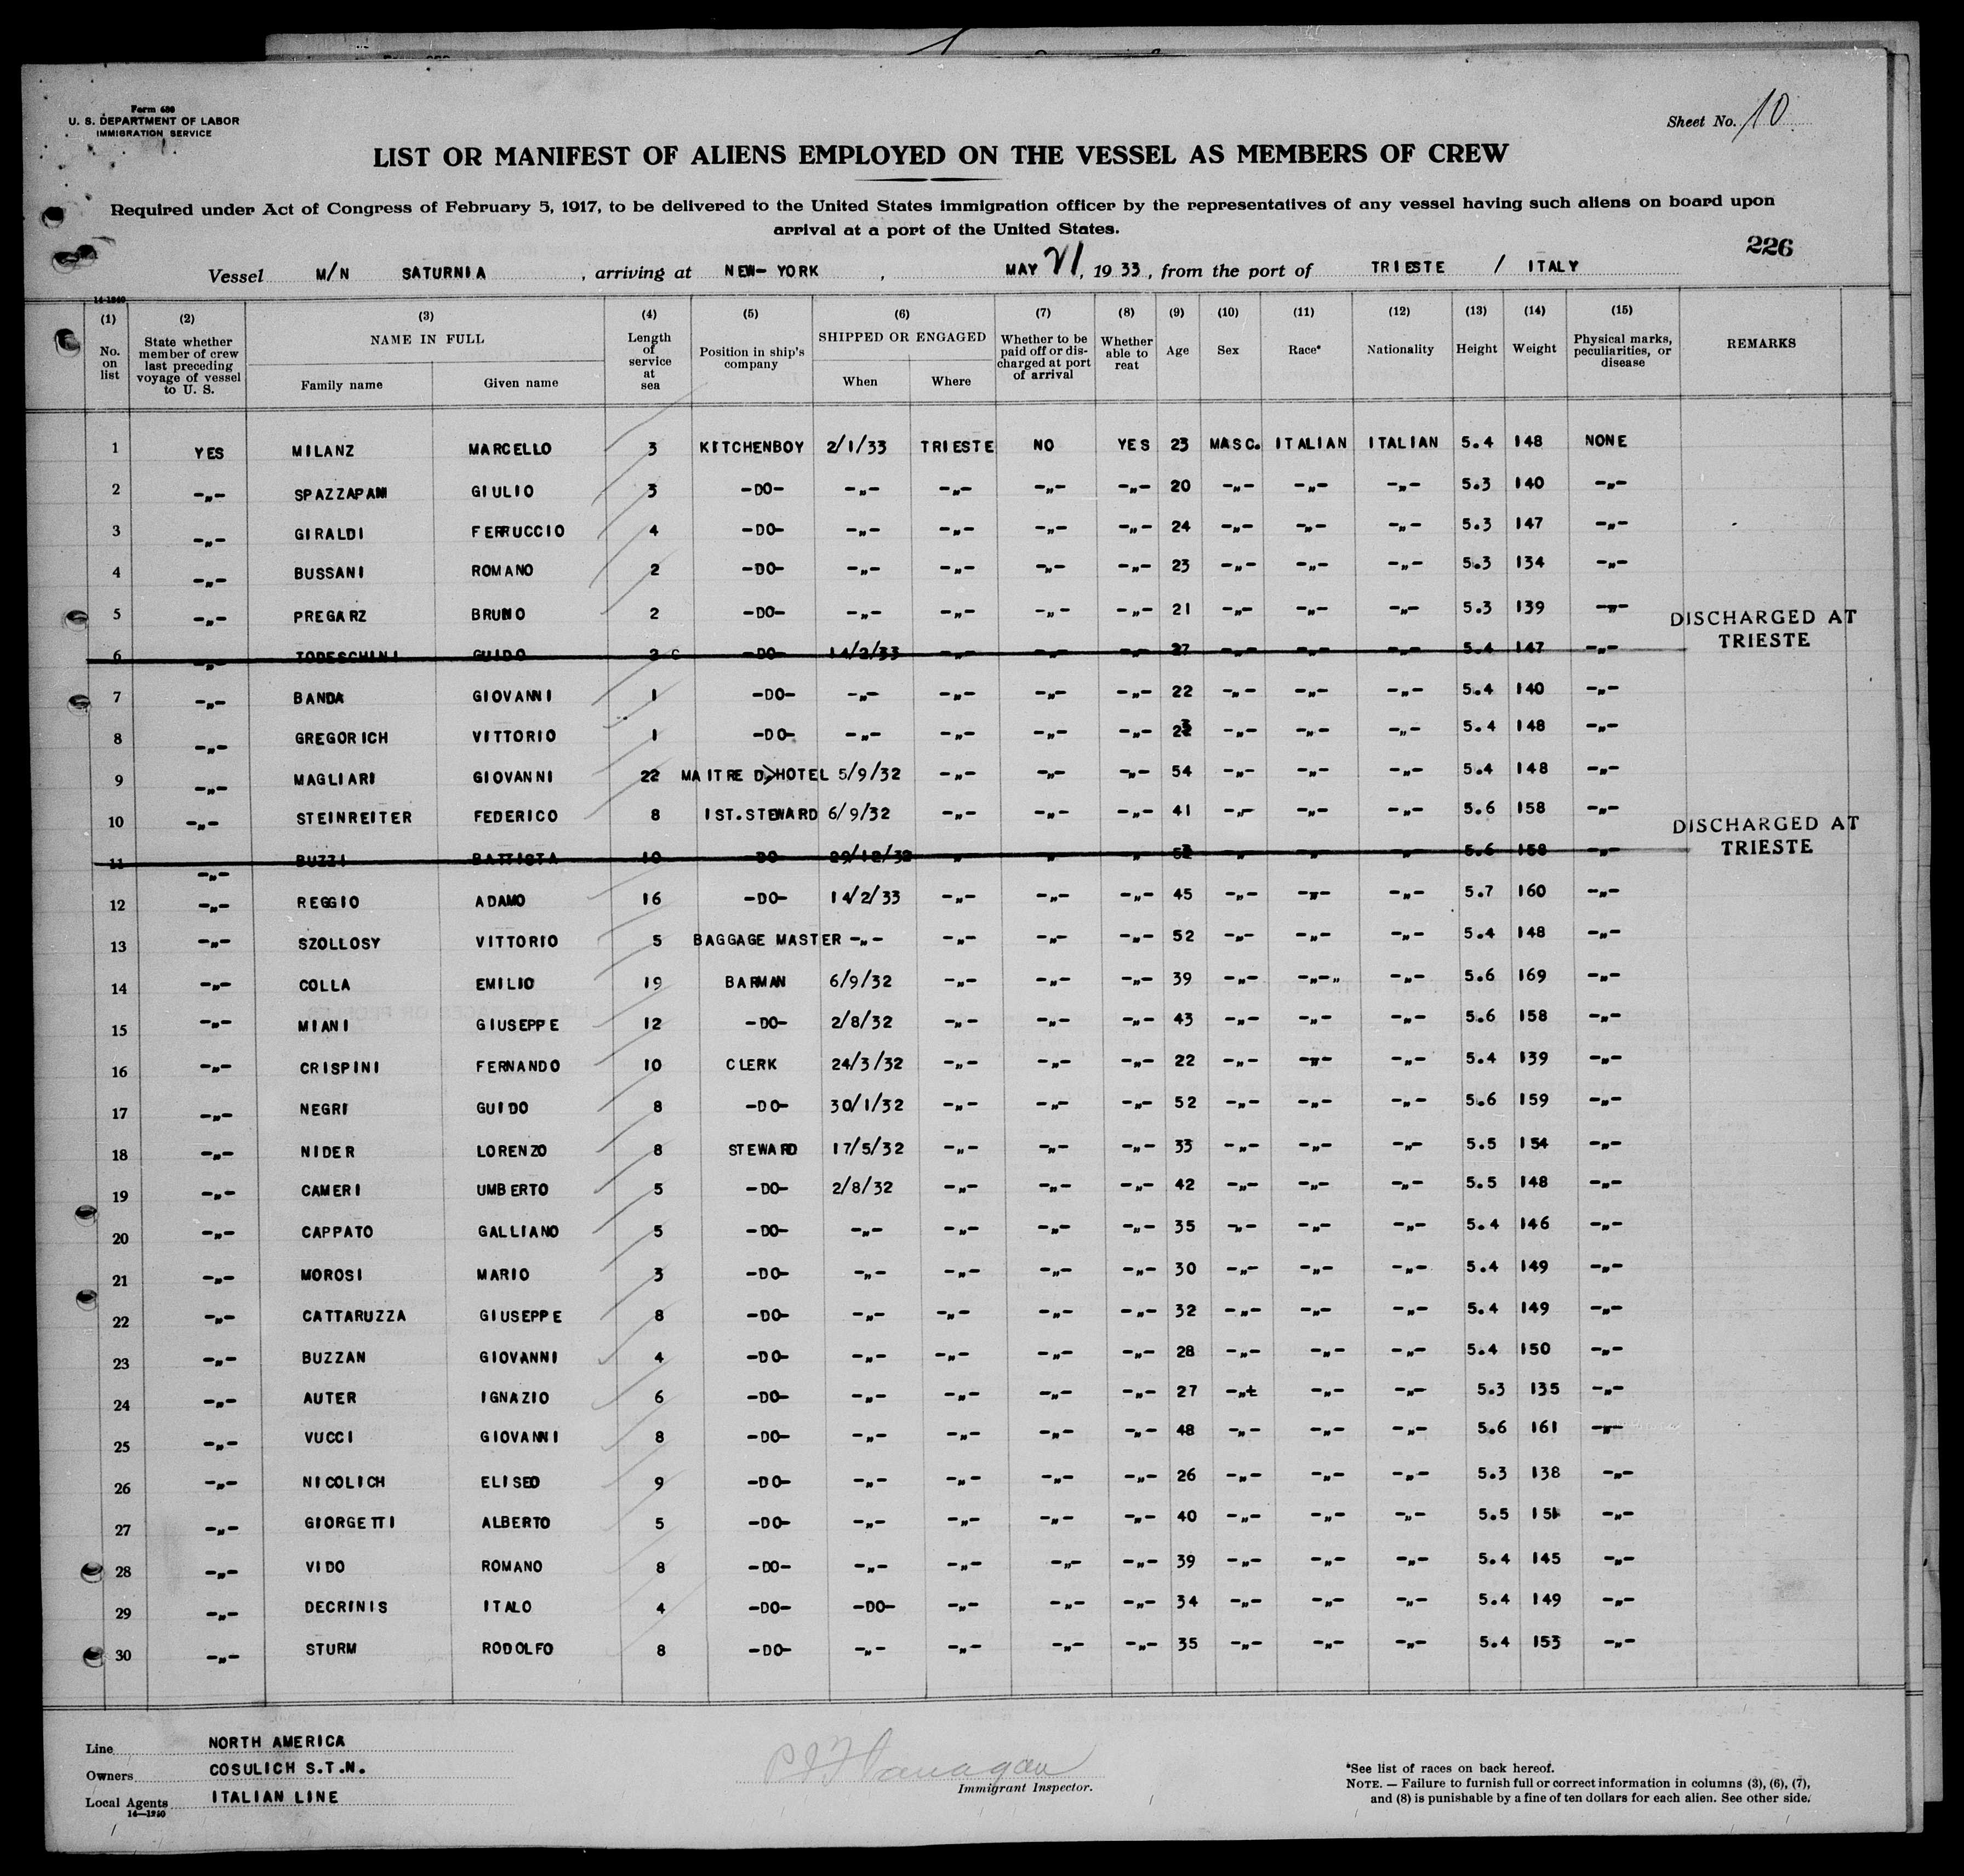 Form 680
U. S. DEPARTMENT OF LABOR
IMMIGRATION SERVICE
Sheet No. 10
LIST OR MANIFEST OF ALIENS EMPLOYED ON THE VESSEL AS MEMBERS OF CREW
Required under Act of Congress of February 5, 1917, to be delivered to the United States immigration officer by the representatives of any vessel having such aliens on board upon
arrival at a port of the United States.
226
Vessel M/N SATURNIA , arriving at NEW-YORK , MAY 21, 1933, from the port of TRIESTE / ITALY
(1) No. on list (2) State whether member of crew last preceding voyage of vessel to U. S. (3) NAME IN FULL Family name Given name (4) Length of service at sea (5) Position in ship's company (6) SHIPPED OR ENGAGED When Where (7) Whether to be paid off or discharged at port of arrival (8) Whether able to reat (9) Age (10) Sex (11) Race* (12) Nationality (13) Height (14) Weight (15) Physical marks, peculiarities, or disease REMARKS
1 YES MILANZ MARCELLO 3 KITCHENBOY 2/1/33 TRIESTE NO YES 23 MASC. ITALIAN ITALIAN 5.4 148 NONE
2 -„- SPAZZAPAN GIULIO 3 -DO- -„- -„- -„- -„- 20 -„- -„- -„- 5.3 140 -„-
3 -„- GIRALDI FERRUCCIO 4 -DO- -„- -„- -„- -„- 24 -„- -„- -„- 5.3 147 -„-
4 -„- BUSSANI ROMANO 2 -DO- -„- -„- -„- -„- 23 -„- -„- -„- 5.3 134 -„-
5 -„- PREGARZ BRUNO 2 -DO- -„- -„- -„- -„- 21 -„- -„- -„- 5.3 139 -„-
6 -„- TODESCHINI GUIDO 2 -DO- 14/2/33 -„- -„- -„- 27 -„- -„- -„- 5.4 147 -„- DISCHARGED AT TRIESTE
7 -„- BANDA GIOVANNI 1 -DO- -„- -„- -„- -„- 22 -„- -„- -„- 5.4 140 -„-
8 -„- GREGORICH VITTORIO 1 -DO- -„- -„- -„- -„- 23 -„- -„- -„- 5.4 148 -„-
9 -„- MAGLIARI GIOVANNI 22 MAITRE D'HOTEL 5/9/32 -„- -„- -„- 54 -„- -„- -„- 5.4 148 -„-
10 -„- STEINREITER FEDERICO 8 1ST.STEWARD 6/9/32 -„- -„- -„- 41 -„- -„- -„- 5.6 158 -„-
11 -„- BUZZI BATTISTA 10 -DO- 29/12/32 -„- -„- -„- -„- -„- -„- 5.6 158 -„- DISCHARGED AT TRIESTE
12 -„- REGGIO ADAMO 16 -DO- 14/2/33 -„- -„- -„- 45 -„- -„- -„- 5.7 160 -„-
13 -„- SZOLLOSY VITTORIO 5 BAGGAGE MASTER -„- -„- -„- -„- 52 -„- -„- -„- 5.4 148 -„-
14 -„- COLLA EMILIO 19 BARMAN 6/9/32 -„- -„- -„- 39 -„- -„-„ -„- 5.6 169 -„-
15 -„- MIANI GIUSEPPE 12 -DO- 2/8/32 -„- -„- -„- 43 -„- -„- -„- 5.6 158 -„-
16 -„- CRISPINI FERNANDO 10 CLERK 24/3/32 -„- -„- -„- 22 -„- -„- -„- 5.4 139 -„-
17 -„- NEGRI GUIDO 8 -DO- 30/1/32 -„- -„- -„- 52 -„- -„- -„- 5.6 159 -„-
18 -„- NIDER LORENZO 8 STEWARD 17/5/32 -„- -„- -„- 33 -„- -„- -„- 5.5 154 -„-
19 -„- CAMERI UMBERTO 5 -DO- 2/8/32 -„- -„- -„- 42 -„- -„- -„- 5.5 148 -„-
20 -„- CAPPATO GALLIANO 5 -DO- -„- -„- -„- -„- 35 -„- -„- -„- 5.4 146 -„-
21 -„- MOROSI MARIO 3 -DO- -„- -„- -„- -„- 30 -„- -„- -„- 5.4 149 -„-
22 -„- CATTARUZZA GIUSEPPE 8 -DO- -„- -„- -„- -„- 32 -„- -„- -„- 5.4 149 -„-
23 -„- BUZZAN GIOVANNI 4 -DO- -„- -„- -„- -„- 28 -„- -„- -„- 5.4 150 -„-
24 -„- AUTER IGNAZIO 6 -DO- -„- -„- -„- -„- 27 -„- -„- -„- 5.3 135 -„-
25 -„- VUCCI GIOVANNI 8 -DO- -„- -„- -„- -„- 48 -„- -„- -„- 5.6 161 -„-
26 -„- NICOLICH ELISEO 9 -DO- -„- -„- -„- -„- 26 -„- -„- -„- 5.3 138 -„-
27 -„- GIORGETTI ALBERTO 5 -DO- -„- -„- -„- -„- 40 -„- -„- -„- 5.5 151 -„-
28 -„- VIDO ROMANO 8 -DO- -„- -„- -„- -„- 39 -„- -„- -„- 5.4 145 -„-
29 -„- DECRINIS ITALO 4 -DO- -DO- -„- -„- -„- 34 -„- -„- -„- 5.4 149 -„-
30 -„- STURM RODOLFO 8 -DO- -„- -„- -„- -„- 35 -„- -„- -„- 5.4 153 -„-
Line NORTH AMERICA
Owners COSULICH S.T.N.
Local Agents ITALIAN LINE
Flanagan
Immigrant Inspector.
*See list of races on back hereof.
NOTE. — Failure to furnish full or correct information in columns (3), (6), (7),
and (8) is punishable by a fine of ten dollars for each alien. See other side.